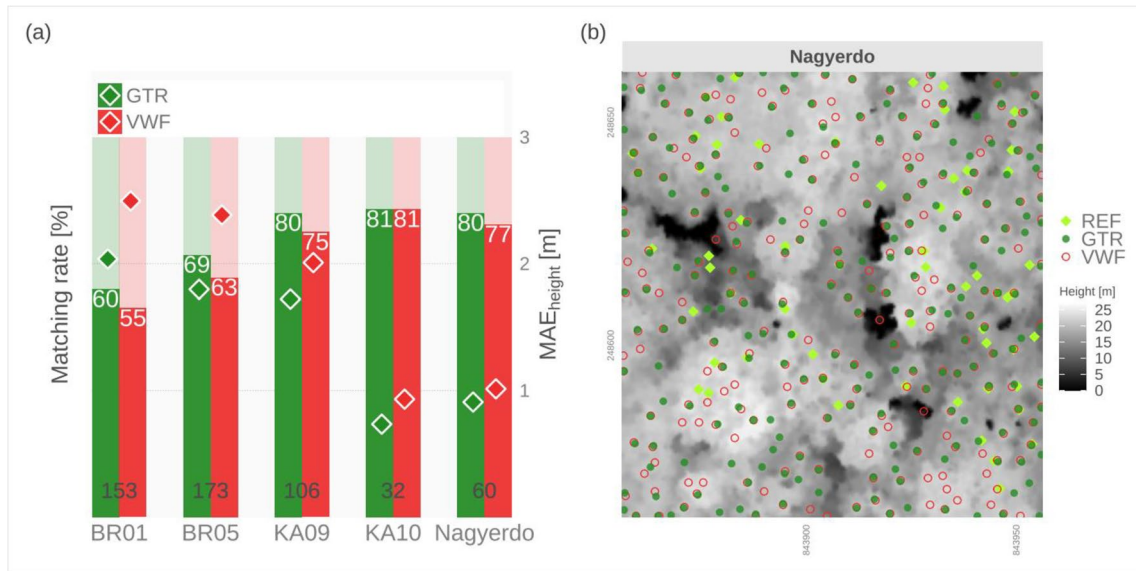 (a)
GTR
VWF
Matching rate [%]
60
55
69
63
80
75
81
81
80
77
153
173
106
32
60
BR01
BR05
KA09
KA10
Nagyerdo
3
2
1
MAEheight [m]
(b)
Nagyerdo
248650
248600
843900
843950
REF
GTR
VWF
Height [m]
25
20
15
10
5
0